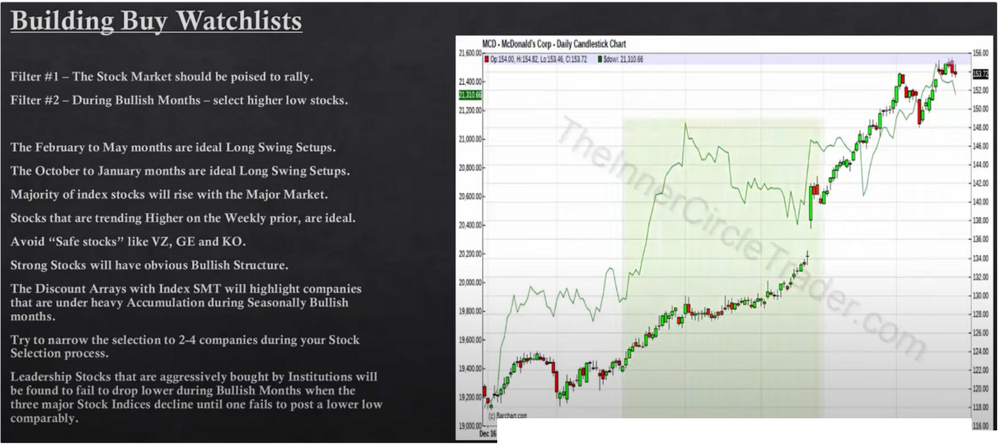 Building Buy Watchlists
Filter #1 – The Stock Market should be poised to rally.
Filter #2 – During Bullish Months – select higher low stocks.
The February to May months are ideal Long Swing Setups.
The October to January months are ideal Long Swing Setups.
Majority of index stocks will rise with the Major Market.
Stocks that are trending Higher on the Weekly prior, are ideal.
Avoid “Safe stocks” like VZ, GE and KO.
Strong Stocks will have obvious Bullish Structure.
The Discount Arrays with Index SMT will highlight companies
that are under heavy Accumulation during Seasonally Bullish
months.
Try to narrow the selection to 2-4 companies during your Stock
Selection process.
Leadership Stocks that are aggressively bought by Institutions will
be found to fail to drop lower during Bullish Months when the
three major Stock Indices decline until one fails to post a lower low
comparably.
MCD - McDonald's Corp - Daily Candlestick Chart
Op:154.00, Hi:154.82, Lo:153.46, Cl:153.72 $dowi: 21,310.66
21,600.00
21,400.00
21,310.66
21,200.00
21,000.00
20,800.00
20,600.00
20,400.00
20,200.00
20,000.00
19,800.00
19,600.00
19,400.00
19,200.00
19,000.00
156.00
153.72
152.00
150.00
148.00
146.00
144.00
142.00
140.00
138.00
136.00
134.00
132.00
130.00
128.00
126.00
124.00
122.00
120.00
118.00
116.00
TheInnerCircleTrader.com
(c) Barchart.com
Dec 16